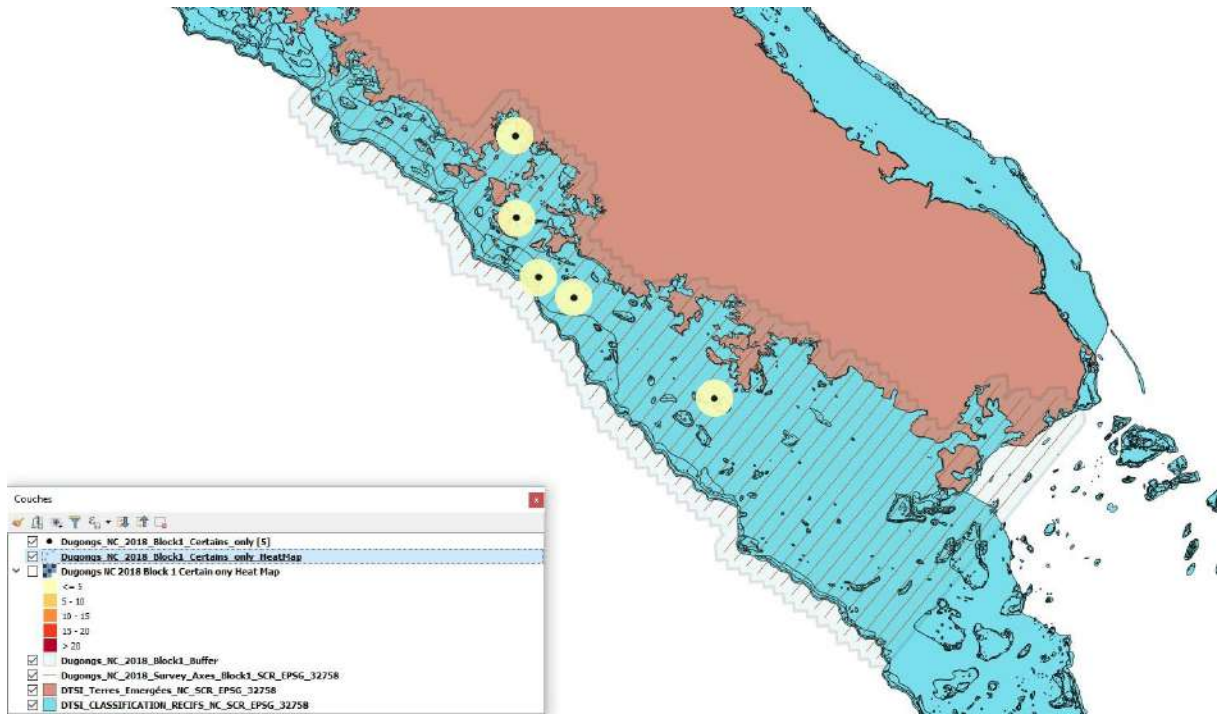 Couches
Dugongs_NC_2018_Block1_Certains_only [5]
Dugongs_NC_2018_Block1_Certains_only_HeatMap
Dugongs NC 2018 Block 1 Certain ony Heat Map
<= 5
5 - 10
10 - 15
15 - 20
> 20
Dugongs_NC_2018_Block1_Buffer
Dugongs_NC_2018_Survey_Axes_Block1_SCR_EPSG_32758
DTSI_Terres_Emergées_NC_SCR_EPSG_32758
DTSI_CLASSIFICATION_RECIFS_NC_SCR_EPSG_32758